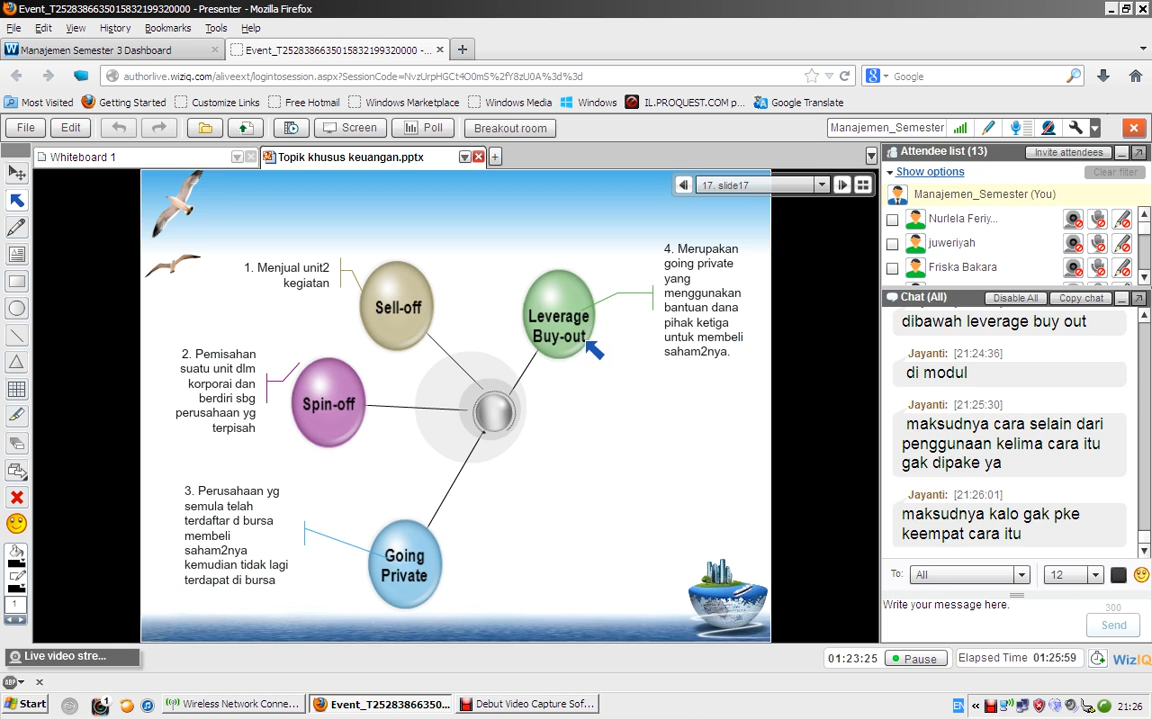 Event_T2528386635015832199320000 - Presenter - Mozilla Firefox
File Edit View History Bookmarks Tools Help
Manajemen Semester 3 Dashboard
Event_T2528386635015832199320000 - ...
authorlive.wiziq.com/aliveext/logintosession.aspx?SessionCode=NvzUrpHGCt4O0mS%2fY8zU0A%3d%3d
Google
Most Visited Getting Started Customize Links Free Hotmail Windows Marketplace Windows Media Windows IL.PROQUEST.COM p... Google Translate
File Edit Screen Poll Breakout room Manajemen_Semester
Whiteboard 1 Topik khusus keuangan.pptx
Attendee list (13) Invite attendees
Show options Clear filter
Manajemen_Semester (You)
Nurlela Feriy...
juweriyah
Friska Bakara
17. slide17
1. Menjual unit2
kegiatan
Sell-off
2. Pemisahan
suatu unit dlm
korporai dan
berdiri sbg
perusahaan yg
terpisah
Spin-off
3. Perusahaan yg
semula telah
terdaftar d bursa
membeli
saham2nya
kemudian tidak lagi
terdapat di bursa
Going
Private
4. Merupakan
going private
yang
menggunakan
bantuan dana
pihak ketiga
untuk membeli
saham2nya.
Leverage
Buy-out
Chat (All) Disable All Copy chat
dibawah leverage buy out
Jayanti: [21:24:36]
di modul
Jayanti: [21:25:30]
maksudnya cara selain dari
penggunaan kelima cara itu
gak dipake ya
Jayanti: [21:26:01]
maksudnya kalo gak pke
keempat cara itu
To: All 12
Write your message here.
300
Send
1
Live video stre...
01:23:25 Pause Elapsed Time 01:25:59 WizIQ
ABP
Start Wireless Network Conne... Event_T25283866350... Debut Video Capture Sof... EN 21:26